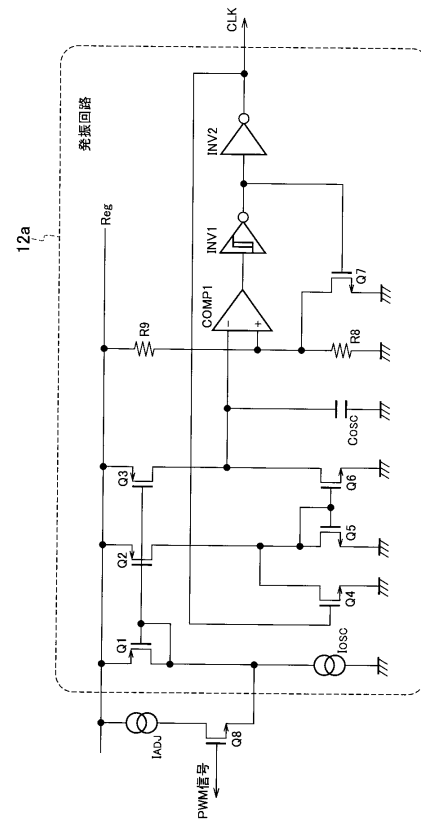 12a
発振回路
Reg
CLK
Q1
Q2
Q3
R9
COMP1
-
+
INV1
INV2
IADJ
Q8
PWM信号
IOSC
Q4
Q5
Q6
COSC
R8
Q7